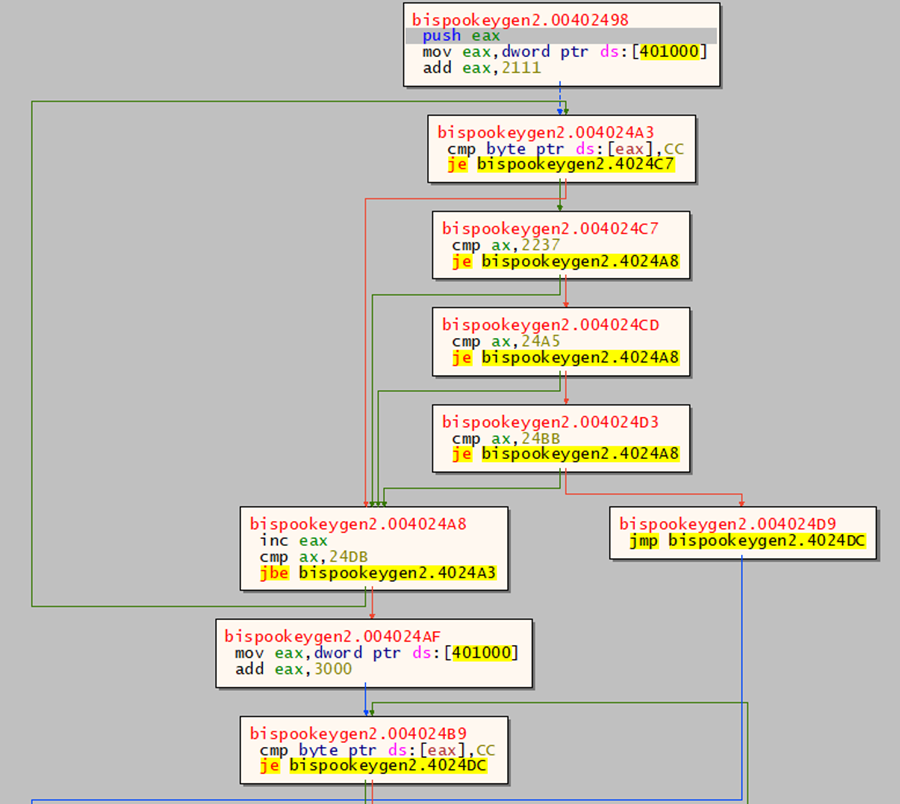 bispookeygen2.00402498
push eax
mov eax,dword ptr ds:[401000]
add eax,2111
bispookeygen2.004024A3
cmp byte ptr ds:[eax],CC
je bispookeygen2.4024C7
bispookeygen2.004024C7
cmp ax,2237
je bispookeygen2.4024A8
bispookeygen2.004024CD
cmp ax,24A5
je bispookeygen2.4024A8
bispookeygen2.004024D3
cmp ax,24BB
je bispookeygen2.4024A8
bispookeygen2.004024A8
inc eax
cmp ax,24DB
jbe bispookeygen2.4024A3
bispookeygen2.004024D9
jmp bispookeygen2.4024DC
bispookeygen2.004024AF
mov eax,dword ptr ds:[401000]
add eax,3000
bispookeygen2.004024B9
cmp byte ptr ds:[eax],CC
je bispookeygen2.4024DC